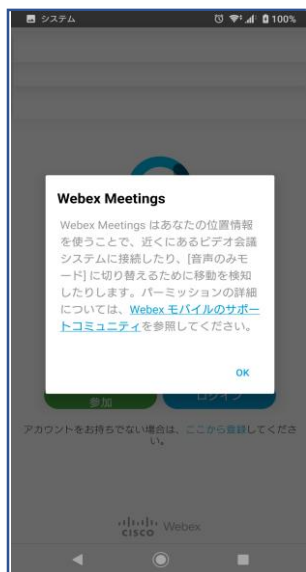 システム 100%
Webex Meetings
Webex Meetings はあなたの位置情報
を使うことで、近くにあるビデオ会議
システムに接続したり、[音声のみモ
ード] に切り替えるために移動を検知
したりします。パーミッションの詳細
については、Webex モバイルのサポー
トコミュニティを参照してください。
OK
参加 ログイン
アカウントをお持ちでない場合は、ここから登録してくださ
い。
CISCO Webex